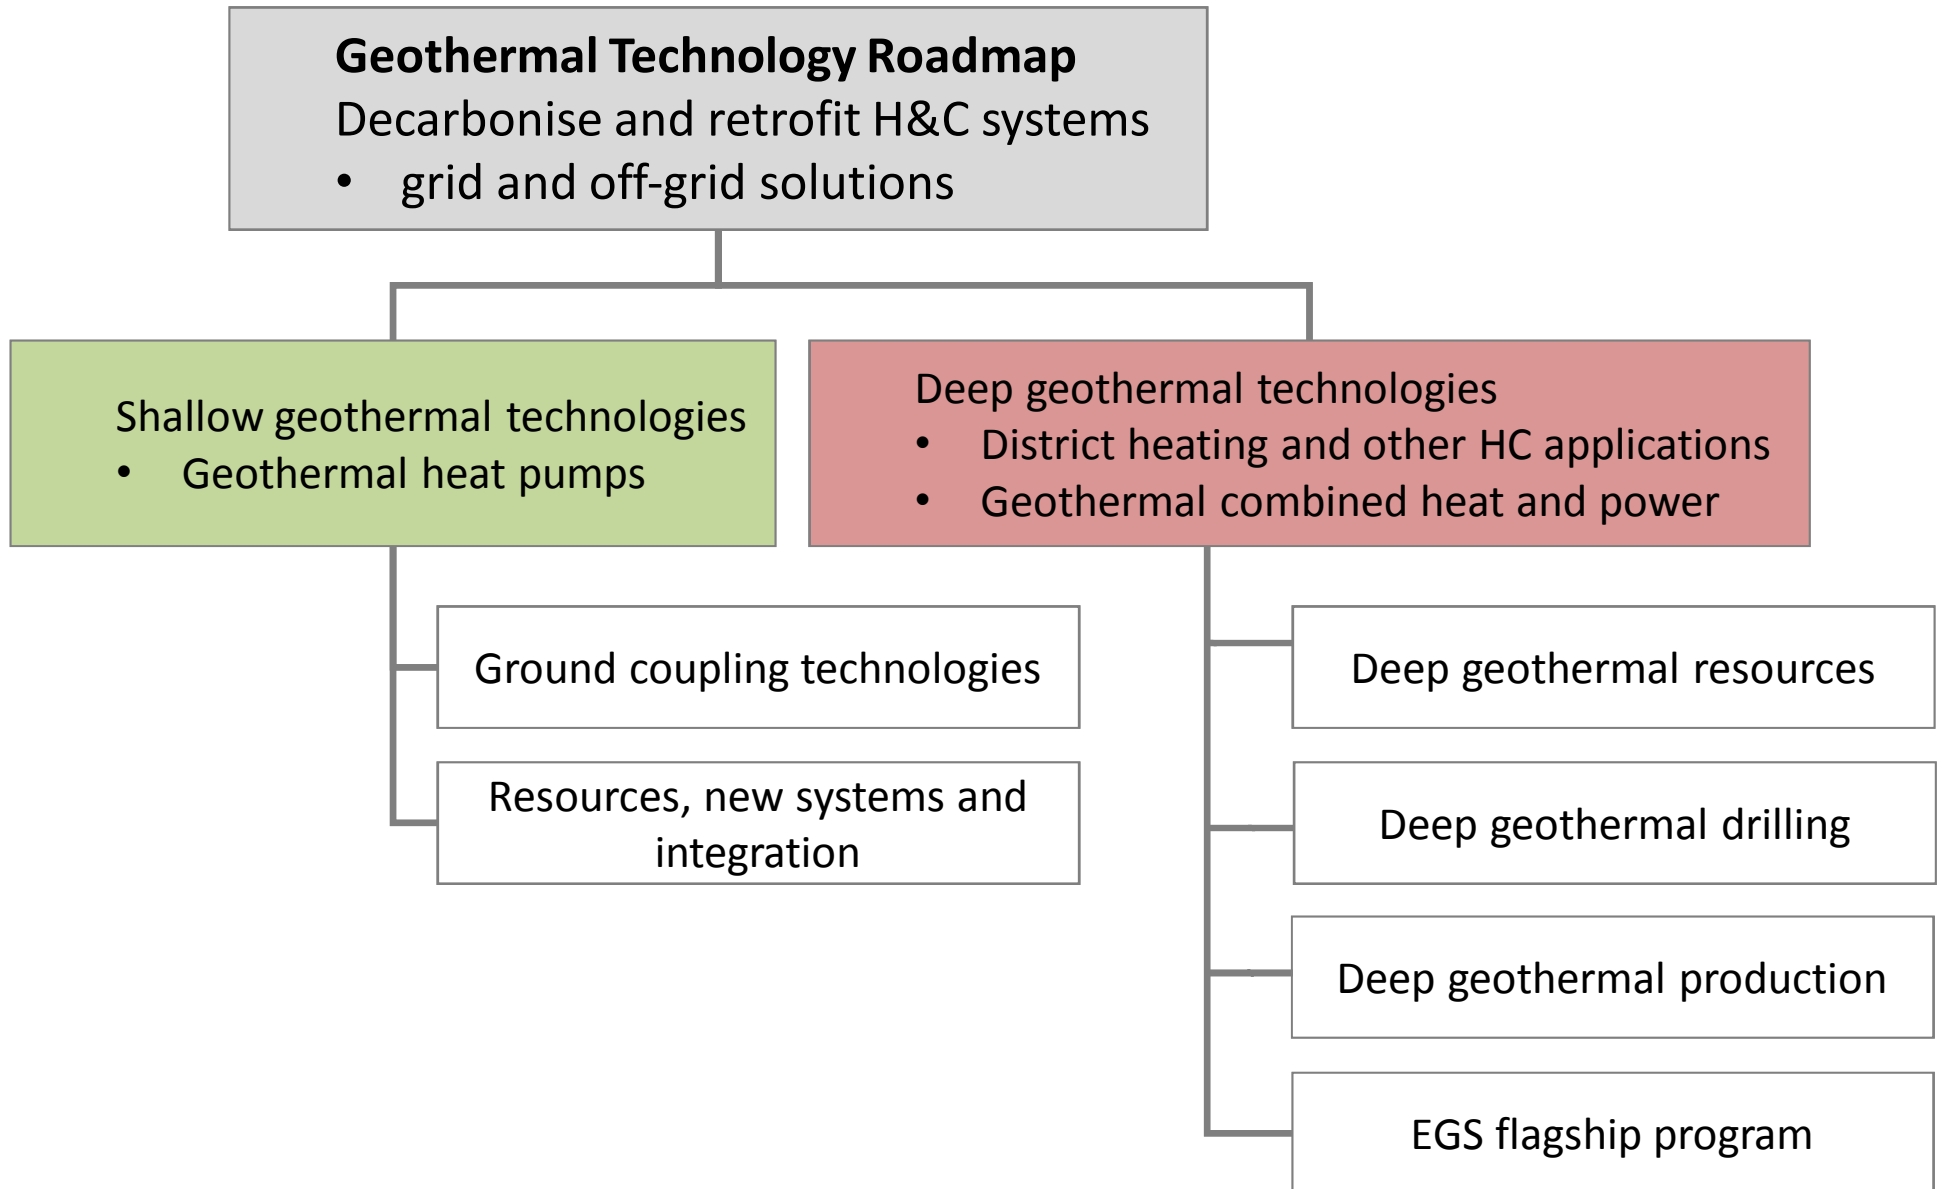 Geothermal Technology Roadmap
Decarbonise and retrofit H&C systems
• grid and off-grid solutions
Shallow geothermal technologies
• Geothermal heat pumps
Deep geothermal technologies
• District heating and other HC applications
• Geothermal combined heat and power
Ground coupling technologies
Resources, new systems and
integration
Deep geothermal resources
Deep geothermal drilling
Deep geothermal production
EGS flagship program